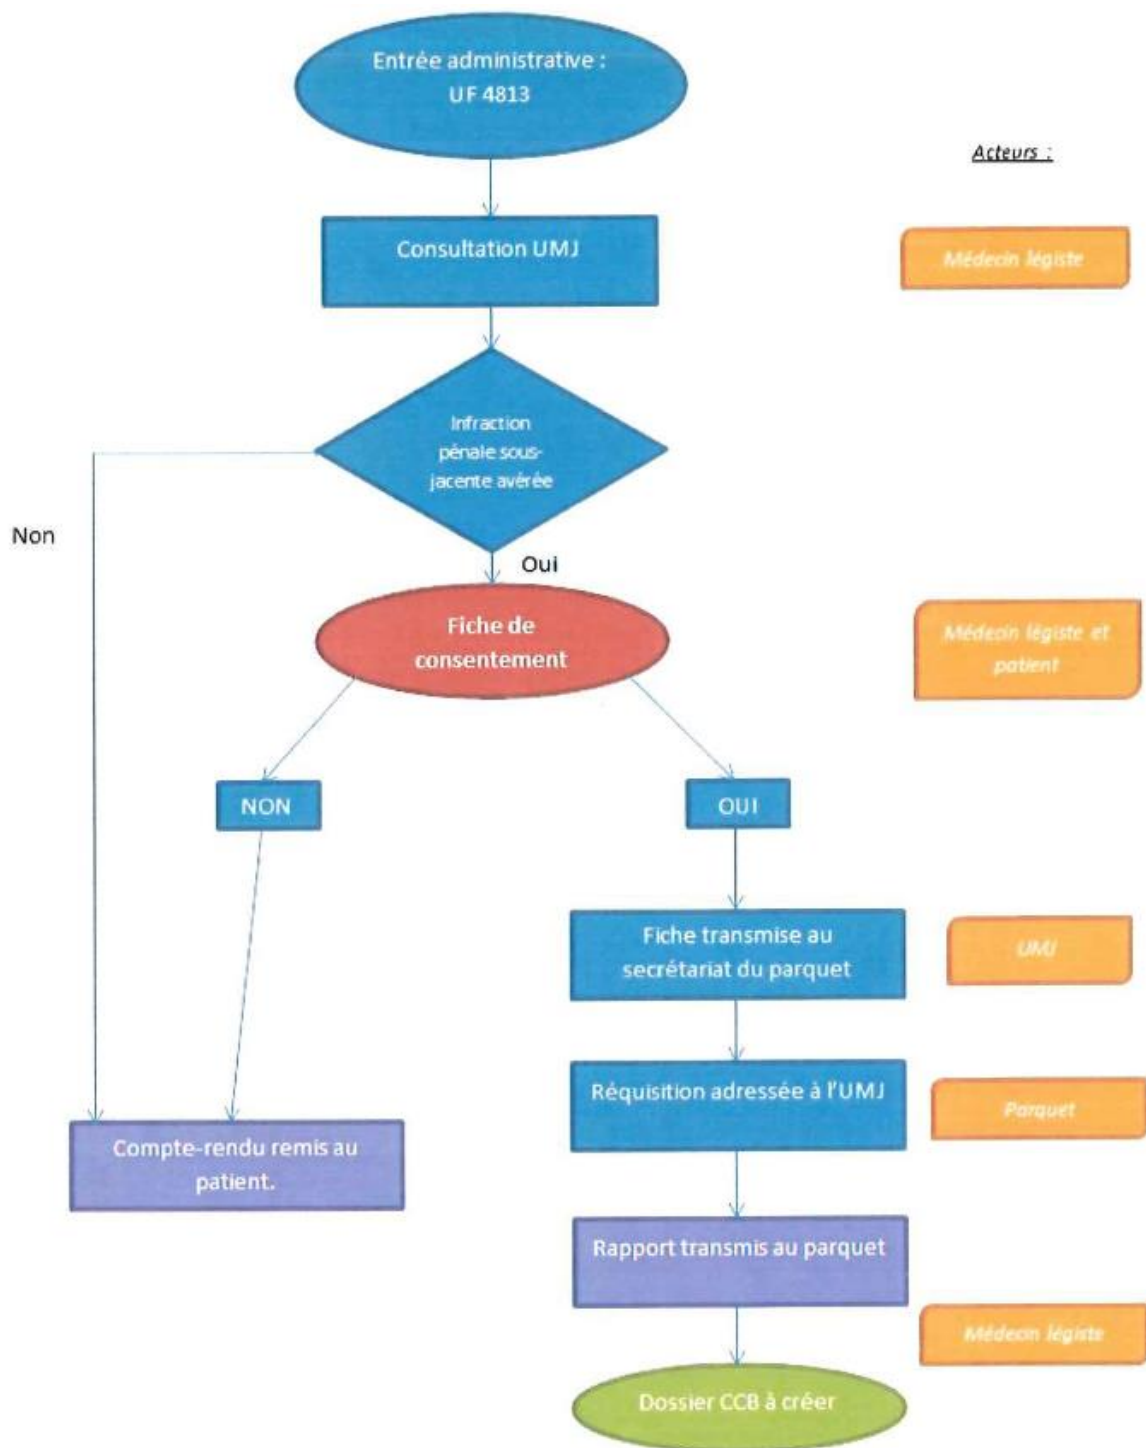 Entrée administrative :
UF 4813
Acteurs :
Consultation UMJ
Médecin légiste
Infraction
pénale sous-
jacente avérée
Non
Oui
Fiche de
consentement
Médecin légiste et
patient
NON
OUI
Fiche transmise au
secrétariat du parquet
UMJ
Réquisition adressée à l'UMJ
Parquet
Compte-rendu remis au
patient.
Rapport transmis au parquet
Médecin légiste
Dossier CCB à créer